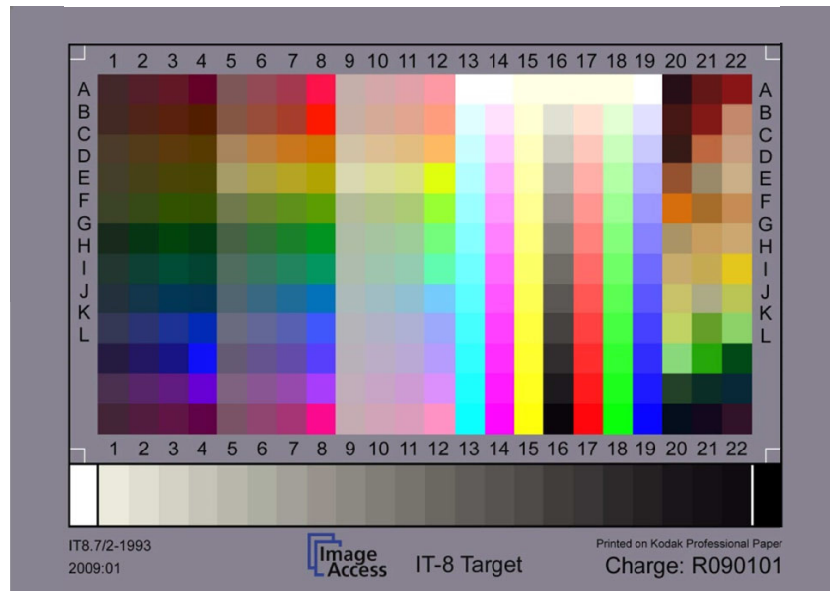 1 2 3 4 5 6 7 8 9 10 11 12 13 14 15 16 17 18 19 20 21 22
A A
B B
C C
D D
E E
F F
G G
H H
I I
J J
K K
L L
1 2 3 4 5 6 7 8 9 10 11 12 13 14 15 16 17 18 19 20 21 22
IT8.7/2-1993
2009:01
Image
Access
IT-8 Target
Printed on Kodak Professional Paper
Charge: R090101